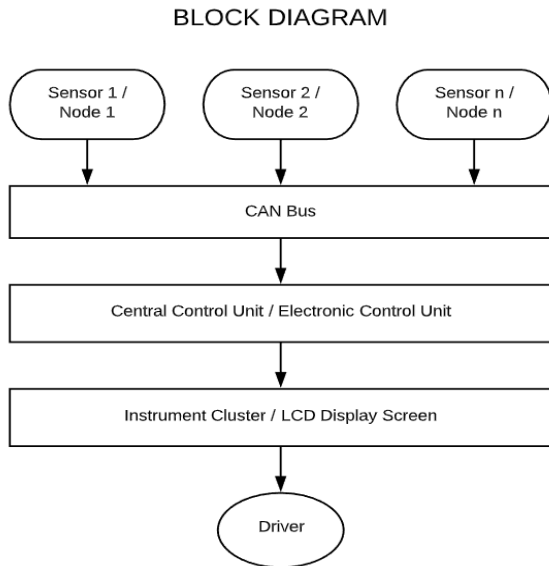 BLOCK DIAGRAM
Sensor 1 /
Node 1
Sensor 2 /
Node 2
Sensor n /
Node n
CAN Bus
Central Control Unit / Electronic Control Unit
Instrument Cluster / LCD Display Screen
Driver